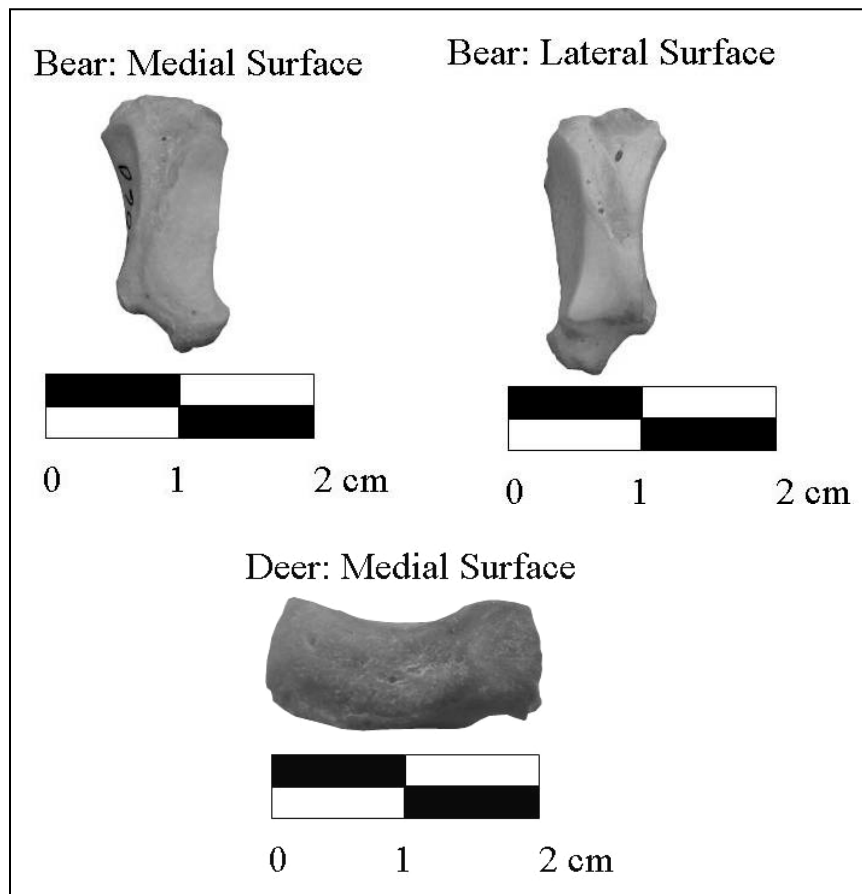 Bear: Medial Surface
Bear: Lateral Surface
0 1 2 cm
0 1 2 cm
Deer: Medial Surface
0 1 2 cm